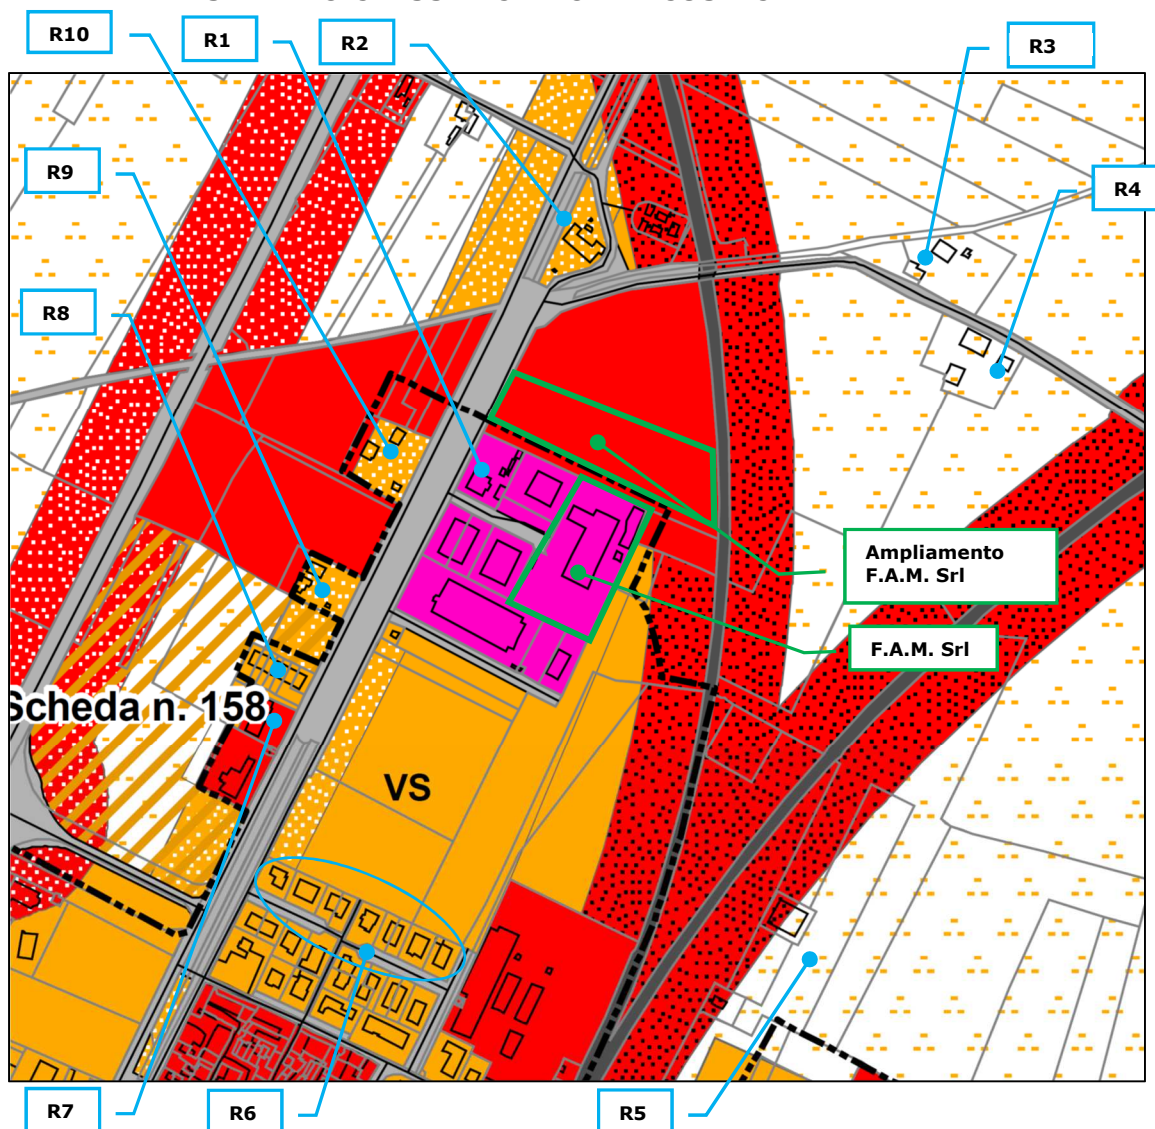 R10
R1
R2
R3
R9
R4
R8
Ampliamento
F.A.M. Srl
F.A.M. Srl
Scheda n. 158
VS
R7
R6
R5